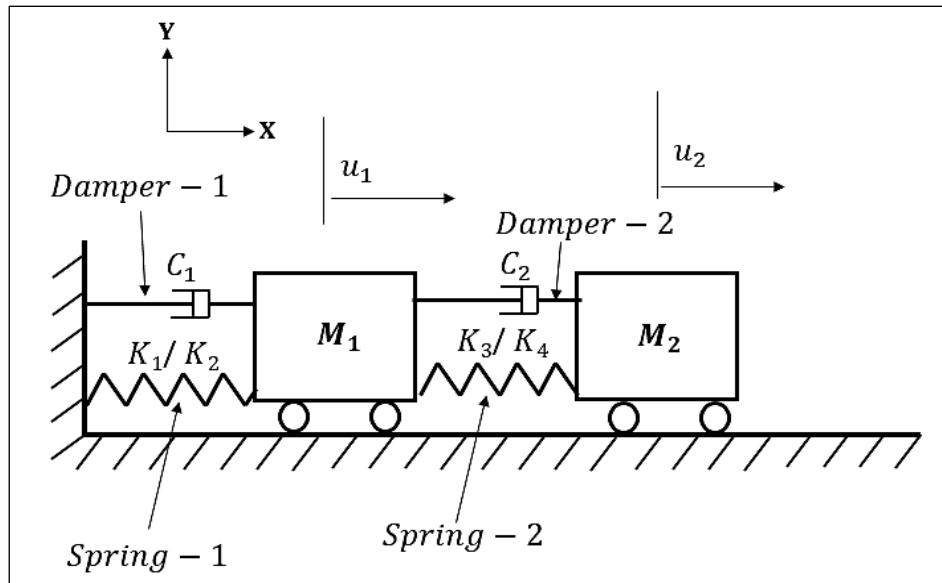 Y
X
u₁
u₂
Damper − 1
Damper − 2
C₁
C₂
M₁
M₂
K₁/ K₂
K₃/ K₄
Spring − 2
Spring − 1